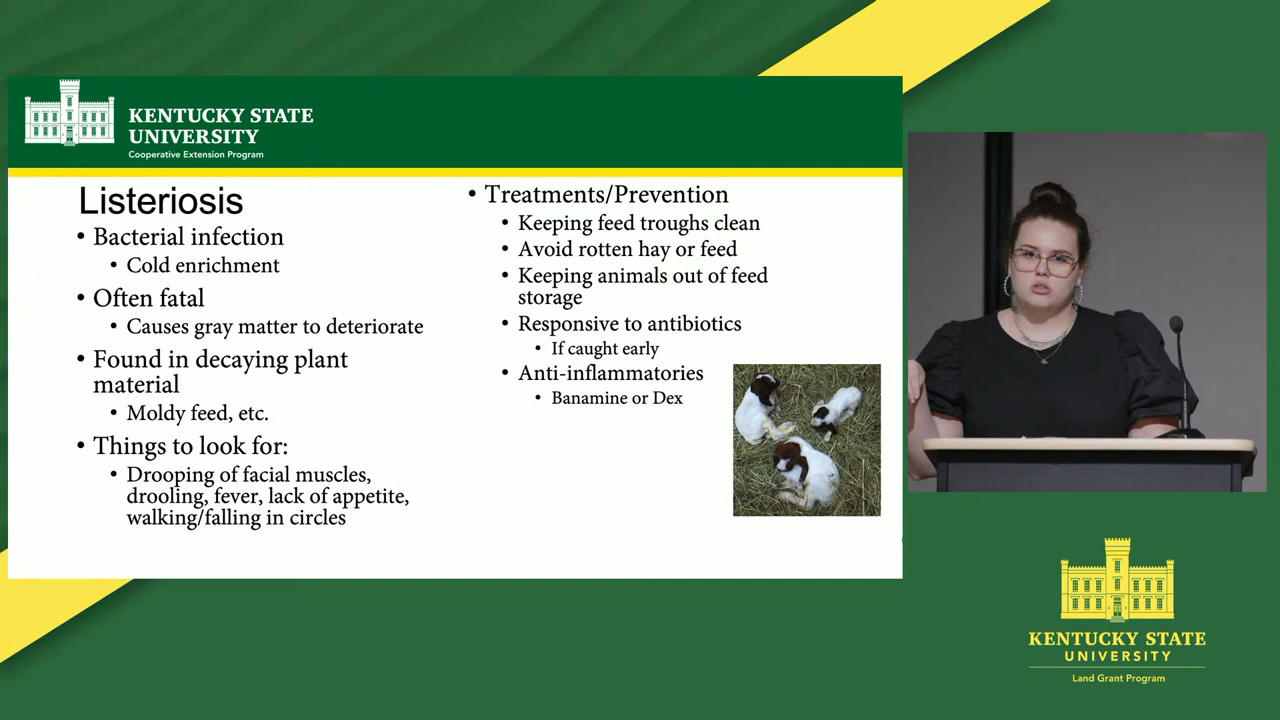 KENTUCKY STATE
UNIVERSITY
Cooperative Extension Program
Listeriosis
• Bacterial infection
• Cold enrichment
• Often fatal
• Causes gray matter to deteriorate
• Found in decaying plant
material
• Moldy feed, etc.
• Things to look for:
• Drooping of facial muscles,
drooling, fever, lack of appetite,
walking/falling in circles
• Treatments/Prevention
• Keeping feed troughs clean
• Avoid rotten hay or feed
• Keeping animals out of feed
storage
• Responsive to antibiotics
• If caught early
• Anti-inflammatories
• Banamine or Dex
KENTUCKY STATE
UNIVERSITY
Land Grant Program